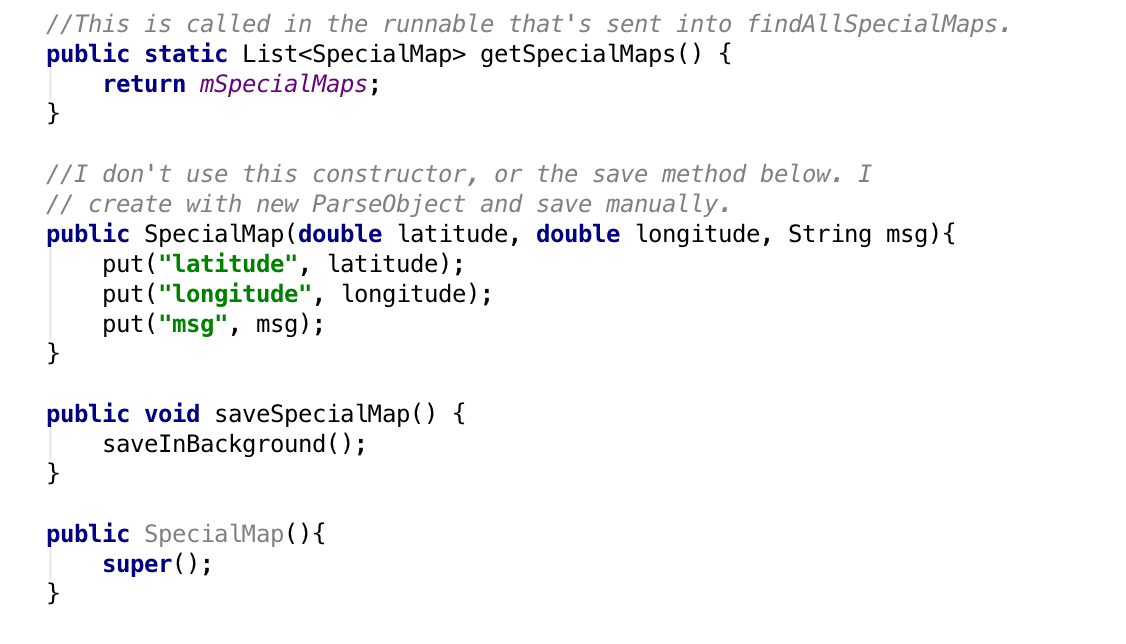 //This is called in the runnable that's sent into findAllSpecialMaps.
public static List<SpecialMap> getSpecialMaps() {
    return mSpecialMaps;
}

//I don't use this constructor, or the save method below. I
// create with new ParseObject and save manually.
public SpecialMap(double latitude, double longitude, String msg){
    put("latitude", latitude);
    put("longitude", longitude);
    put("msg", msg);
}

public void saveSpecialMap() {
    saveInBackground();
}

public SpecialMap(){
    super();
}